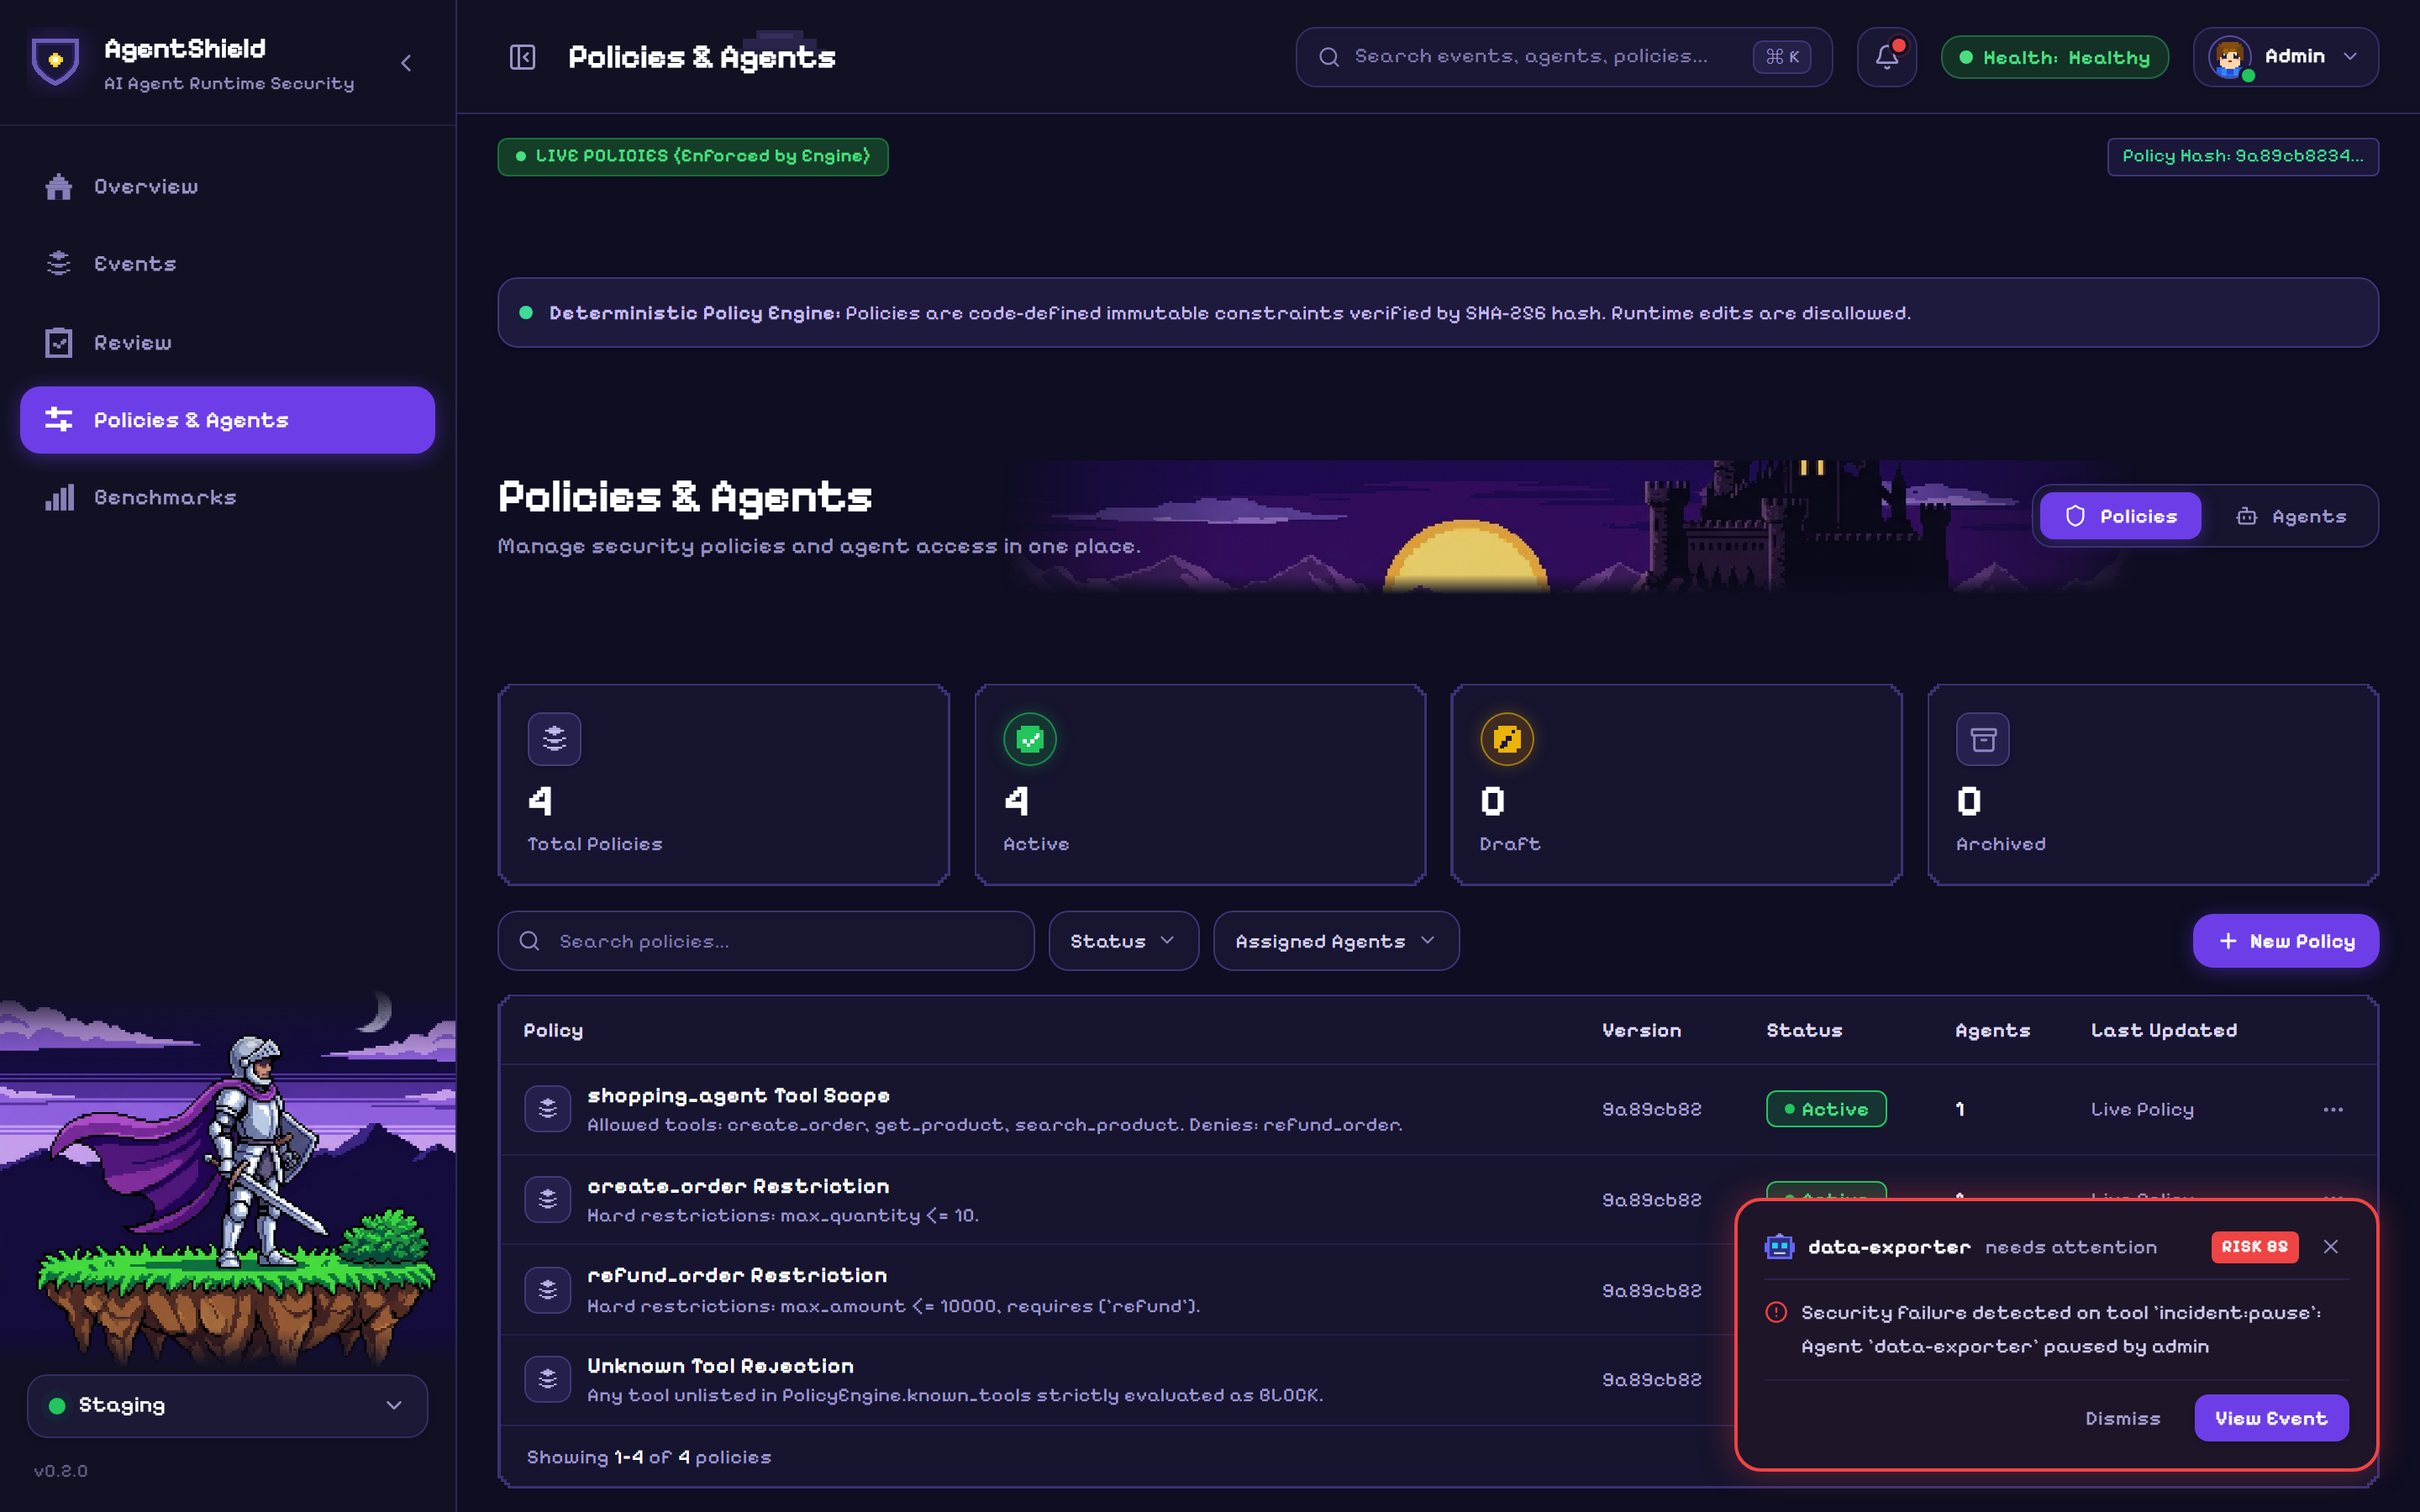 AgentShield
AI Agent Runtime Security
Overview
Events
Review
Policies & Agents
Benchmarks
Staging
v0.2.0
Policies & Agents
Search events, agents, policies...
⌘ K
Health: Healthy
Admin
LIVE POLICIES (Enforced by Engine)
Policy Hash: 9a89cb8234...
Deterministic Policy Engine: Policies are code-defined immutable constraints verified by SHA-256 hash. Runtime edits are disallowed.
Policies & Agents
Manage security policies and agent access in one place.
Policies
Agents
4
Total Policies
4
Active
0
Draft
0
Archived
Search policies...
Status
Assigned Agents
+ New Policy
Policy Version Status Agents Last Updated
shopping_agent Tool Scope
Allowed tools: create_order, get_product, search_product. Denies: refund_order.
9a89cb82 Active 1 Live Policy ...
create_order Restriction
Hard restrictions: max_quantity <= 10.
9a89cb82 Active Live Policy
refund_order Restriction
Hard restrictions: max_amount <= 10000, requires ['refund'].
9a89cb82
Unknown Tool Rejection
Any tool unlisted in PolicyEngine.known_tools strictly evaluated as BLOCK.
9a89cb82
Showing 1-4 of 4 policies
data-exporter needs attention
RISK 85
Security failure detected on tool 'incident:pause':
Agent 'data-exporter' paused by admin
Dismiss
View Event